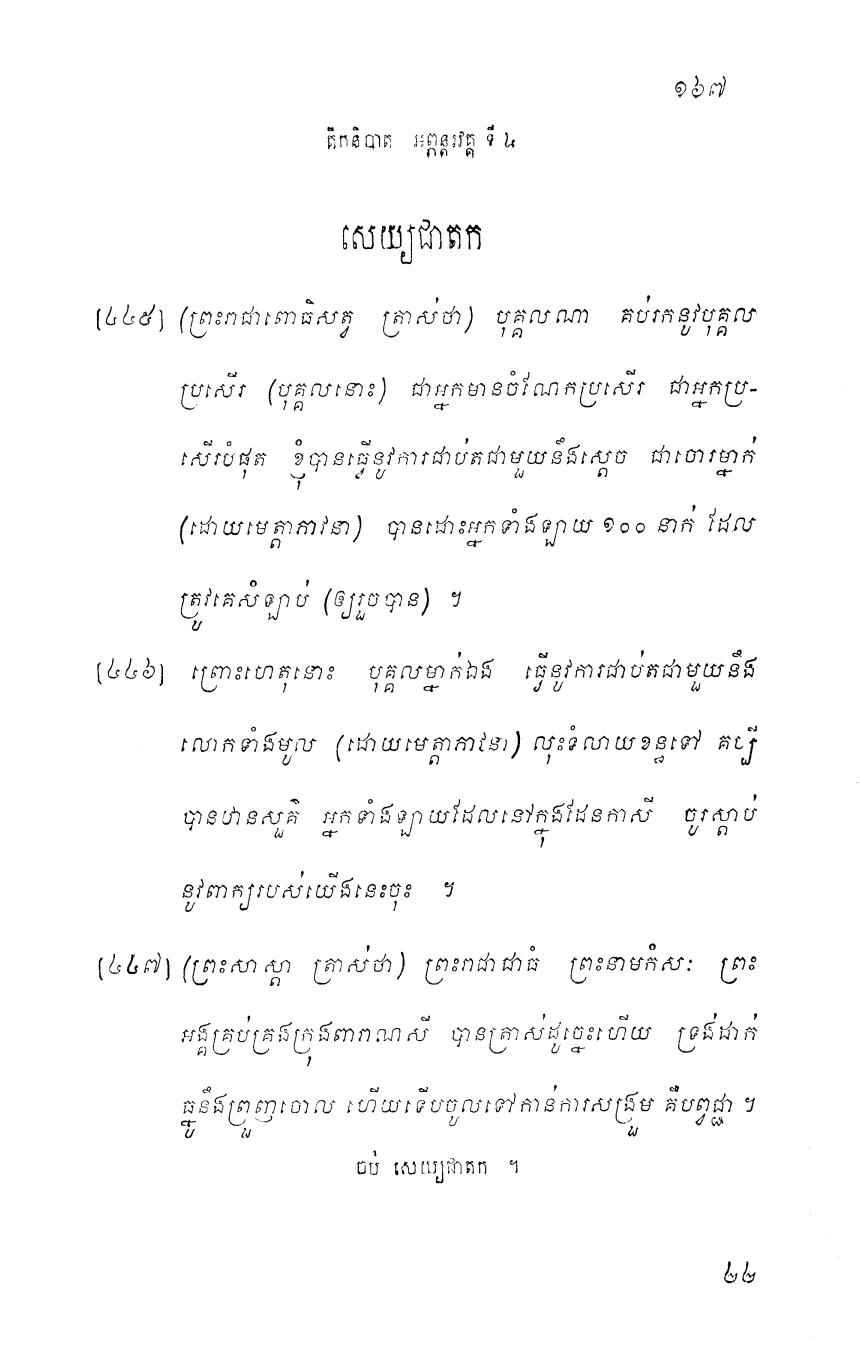 ១៦៧
តឹកនិបាត អព្ភន្តរវគ្គ ទី ៤
សេយ្យជាតក
[៤៤៥] (ព្រះរាជាពោធិសត្វ ត្រាស់ថា) បុគ្គលណា គប់រកនូវបុគ្គល
ប្រសើរ (បុគ្គលនោះ) ជាអ្នកមានចំណែកប្រសើរ ជាអ្នកប្រ-
សើរបំផុត ខ្ញុំបានធ្វើនូវការជាប់តជាមួយនឹងស្តេច ជាចោរម្នាក់
(ដោយមេត្តាភាវនា) បានដោះអ្នកទាំងឡាយ ១០០ នាក់ ដែល
ត្រូវគេសំឡាប់ (ឲ្យរួចបាន) ។
[៤៤៦] ព្រោះហេតុនោះ បុគ្គលម្នាក់ឯង ធ្វើនូវការជាប់តជាមួយនឹង
លោកទាំងមូល (ដោយមេត្តាភាវនា) លុះទំលាយខន្ធទៅ គប្បី
បានឋានសួគ៌ អ្នកទាំងឡាយដែលនៅក្នុងដែនកាសី ចូរស្តាប់
នូវពាក្យរបស់យើងនេះចុះ ។
[៤៤៧] (ព្រះសាស្តា ត្រាស់ថា) ព្រះរាជាជាធំ ព្រះនាមកំសៈ ព្រះ
អង្គគ្រប់គ្រងក្រុងពារាណសី បានត្រាស់ដូច្នេះហើយ ទ្រង់ដាក់
ធ្នូនឹងព្រួញចោល ហើយទើបចូលទៅកាន់ការសង្រួម គឺបព្វជ្ជា ។
ចប់ សេយ្យជាតក ។
២២